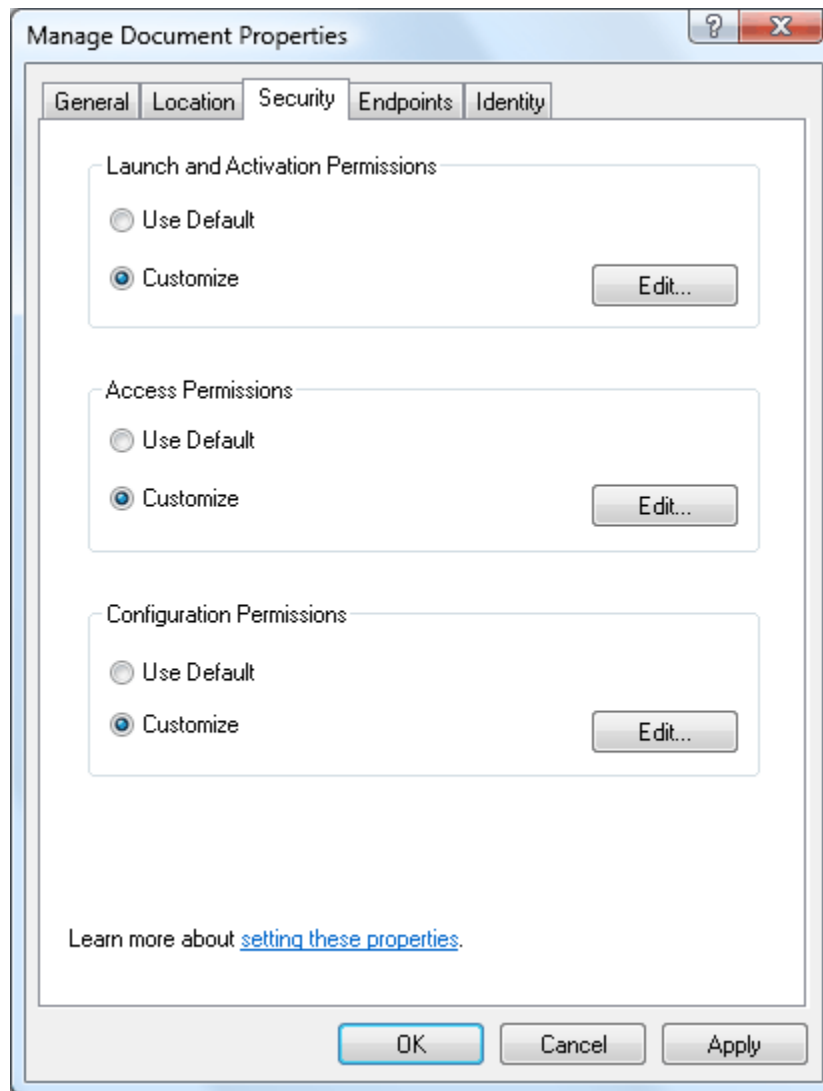 Manage Document Properties
General Location Security Endpoints Identity
Launch and Activation Permissions
Use Default
Customize
Edit...
Access Permissions
Use Default
Customize
Edit...
Configuration Permissions
Use Default
Customize
Edit...
Learn more about setting these properties.
OK Cancel Apply